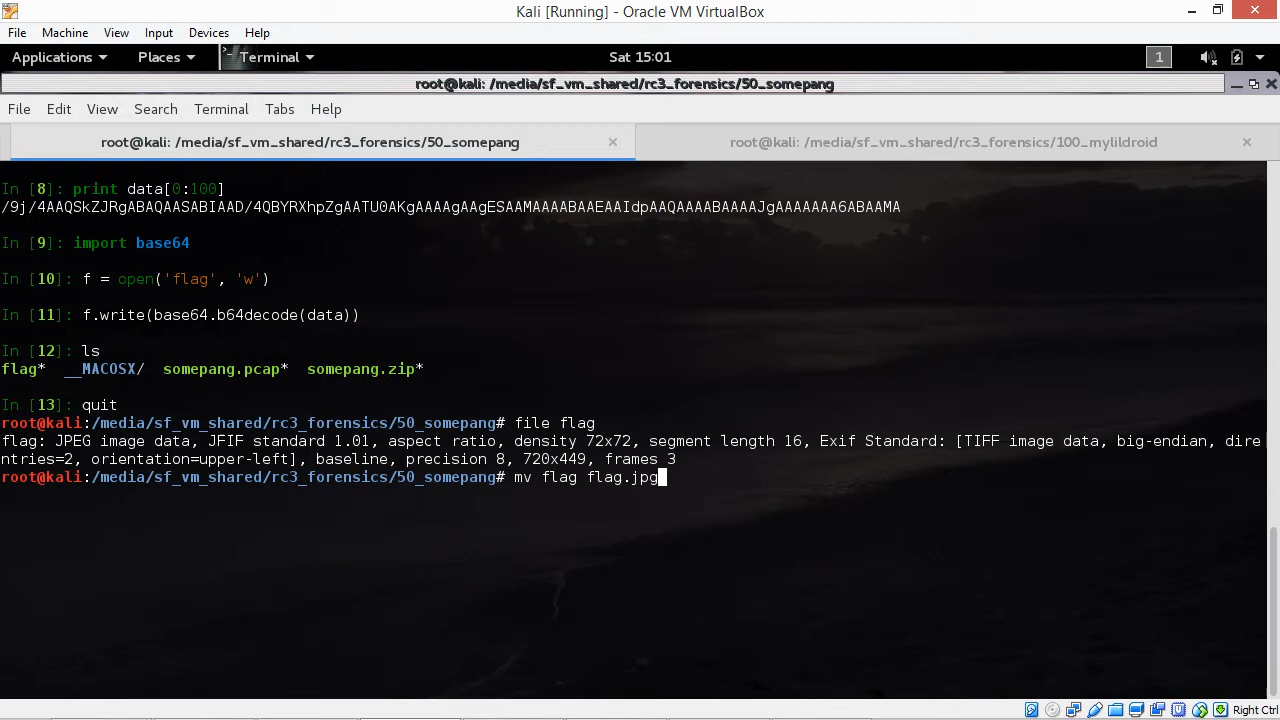 Kali [Running] - Oracle VM VirtualBox
File Machine View Input Devices Help
Applications Places Terminal Sat 15:01 1
root@kali: /media/sf_vm_shared/rc3_forensics/50_somepang
File Edit View Search Terminal Tabs Help
root@kali: /media/sf_vm_shared/rc3_forensics/50_somepang × root@kali: /media/sf_vm_shared/rc3_forensics/100_mylildroid ×
In [8]: print data[0:100]
/9j/4AAQSkZJRgABAQAASABIAAD/4QBYRXhpZgAATU0AKgAAAAgAAgESAAMAAAABAAEAAIdpAAQAAAABAAAAJgAAAAAAA6ABAAMA
In [9]: import base64
In [10]: f = open('flag', 'w')
In [11]: f.write(base64.b64decode(data))
In [12]: ls
flag* __MACOSX/ somepang.pcap* somepang.zip*
In [13]: quit
root@kali:/media/sf_vm_shared/rc3_forensics/50_somepang# file flag
flag: JPEG image data, JFIF standard 1.01, aspect ratio, density 72x72, segment length 16, Exif Standard: [TIFF image data, big-endian, dire
ntries=2, orientation=upper-left], baseline, precision 8, 720x449, frames 3
root@kali:/media/sf_vm_shared/rc3_forensics/50_somepang# mv flag flag.jpg
Right Ctrl